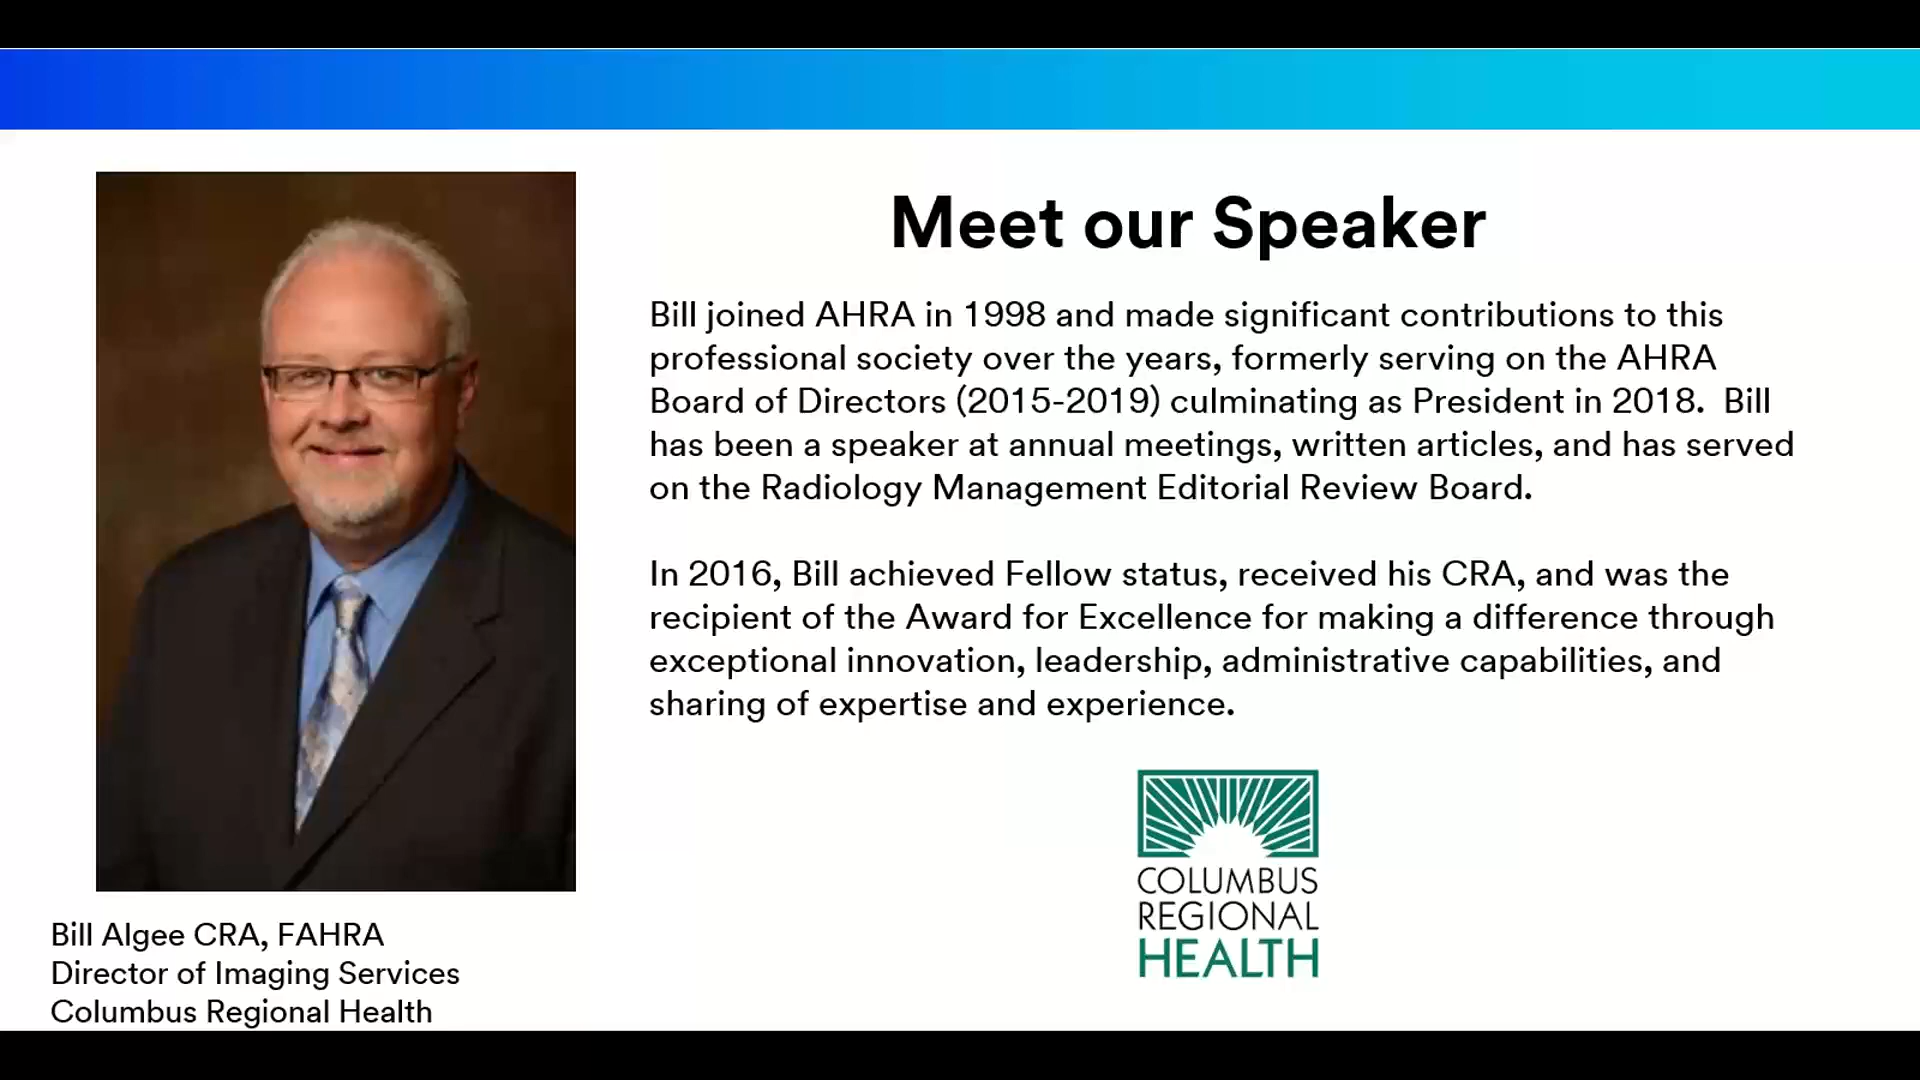 Meet our Speaker
Bill joined AHRA in 1998 and made significant contributions to this
professional society over the years, formerly serving on the AHRA
Board of Directors (2015-2019) culminating as President in 2018.  Bill
has been a speaker at annual meetings, written articles, and has served
on the Radiology Management Editorial Review Board.
In 2016, Bill achieved Fellow status, received his CRA, and was the
recipient of the Award for Excellence for making a difference through
exceptional innovation, leadership, administrative capabilities, and
sharing of expertise and experience.
COLUMBUS
REGIONAL
HEALTH
Bill Algee CRA, FAHRA
Director of Imaging Services
Columbus Regional Health